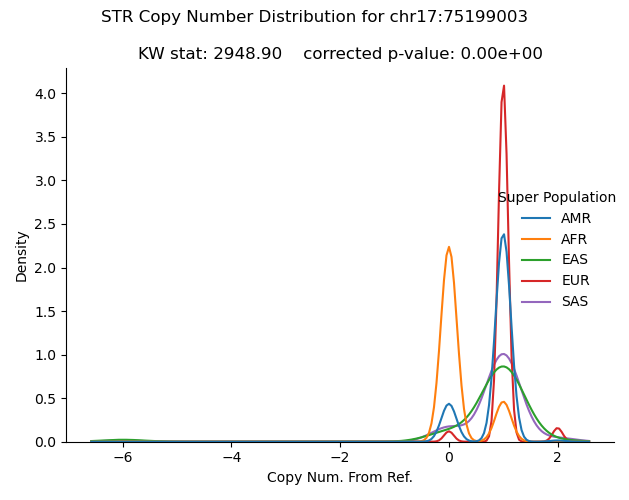 STR Copy Number Distribution for chr17:75199003
KW stat: 2948.90    corrected p-value: 0.00e+00
4.0
3.5
3.0
2.5
2.0
1.5
1.0
0.5
0.0
Density
Super Population
AMR
AFR
EAS
EUR
SAS
−6 −4 −2 0 2
Copy Num. From Ref.